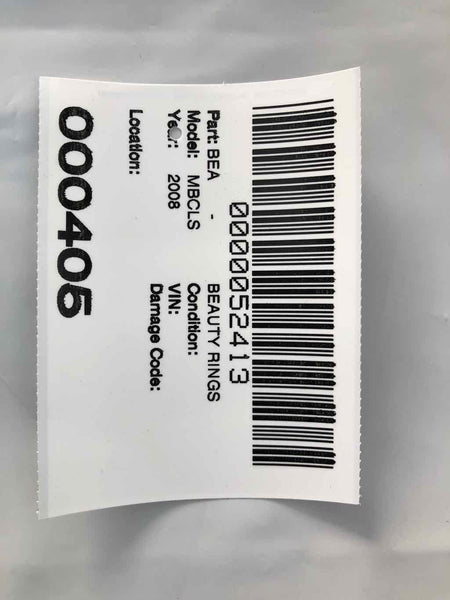 0000052413
Part: BEA - BEAUTY RINGS
Model: MBCLS Condition:
Year: 2008 VIN:
Damage Code:
Location:
000405